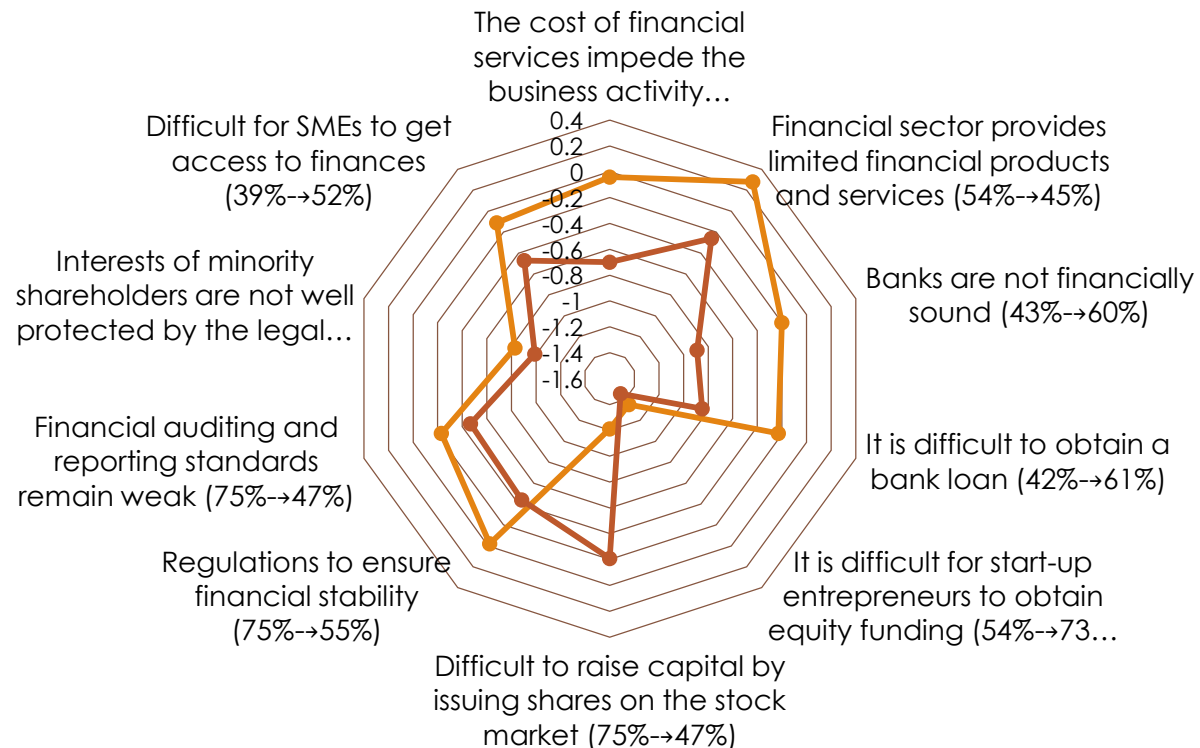 The cost of financial
services impede the
business activity…
Difficult for SMEs to get
access to finances
(39%-→52%)
Financial sector provides
limited financial products
and services (54%-→45%)
Interests of minority
shareholders are not well
protected by the legal…
Banks are not financially
sound (43%-→60%)
Financial auditing and
reporting standards
remain weak (75%-→47%)
It is difficult to obtain a
bank loan (42%-→61%)
Regulations to ensure
financial stability
(75%-→55%)
It is difficult for start-up
entrepreneurs to obtain
equity funding (54%-→73…
Difficult to raise capital by
issuing shares on the stock
market (75%-→47%)
0.4
0.2
0
-0.2
-0.4
-0.6
-0.8
-1
-1.2
-1.4
-1.6